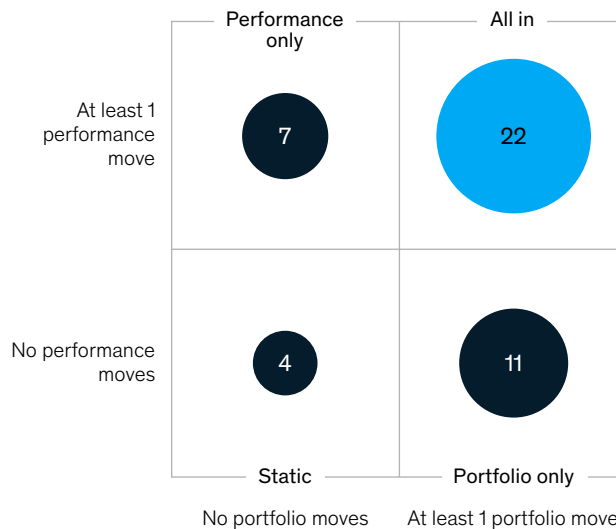 Performance
only
All in
At least 1
performance
move
7
22
No performance
moves
4
11
Static
Portfolio only
No portfolio moves
At least 1 portfolio move